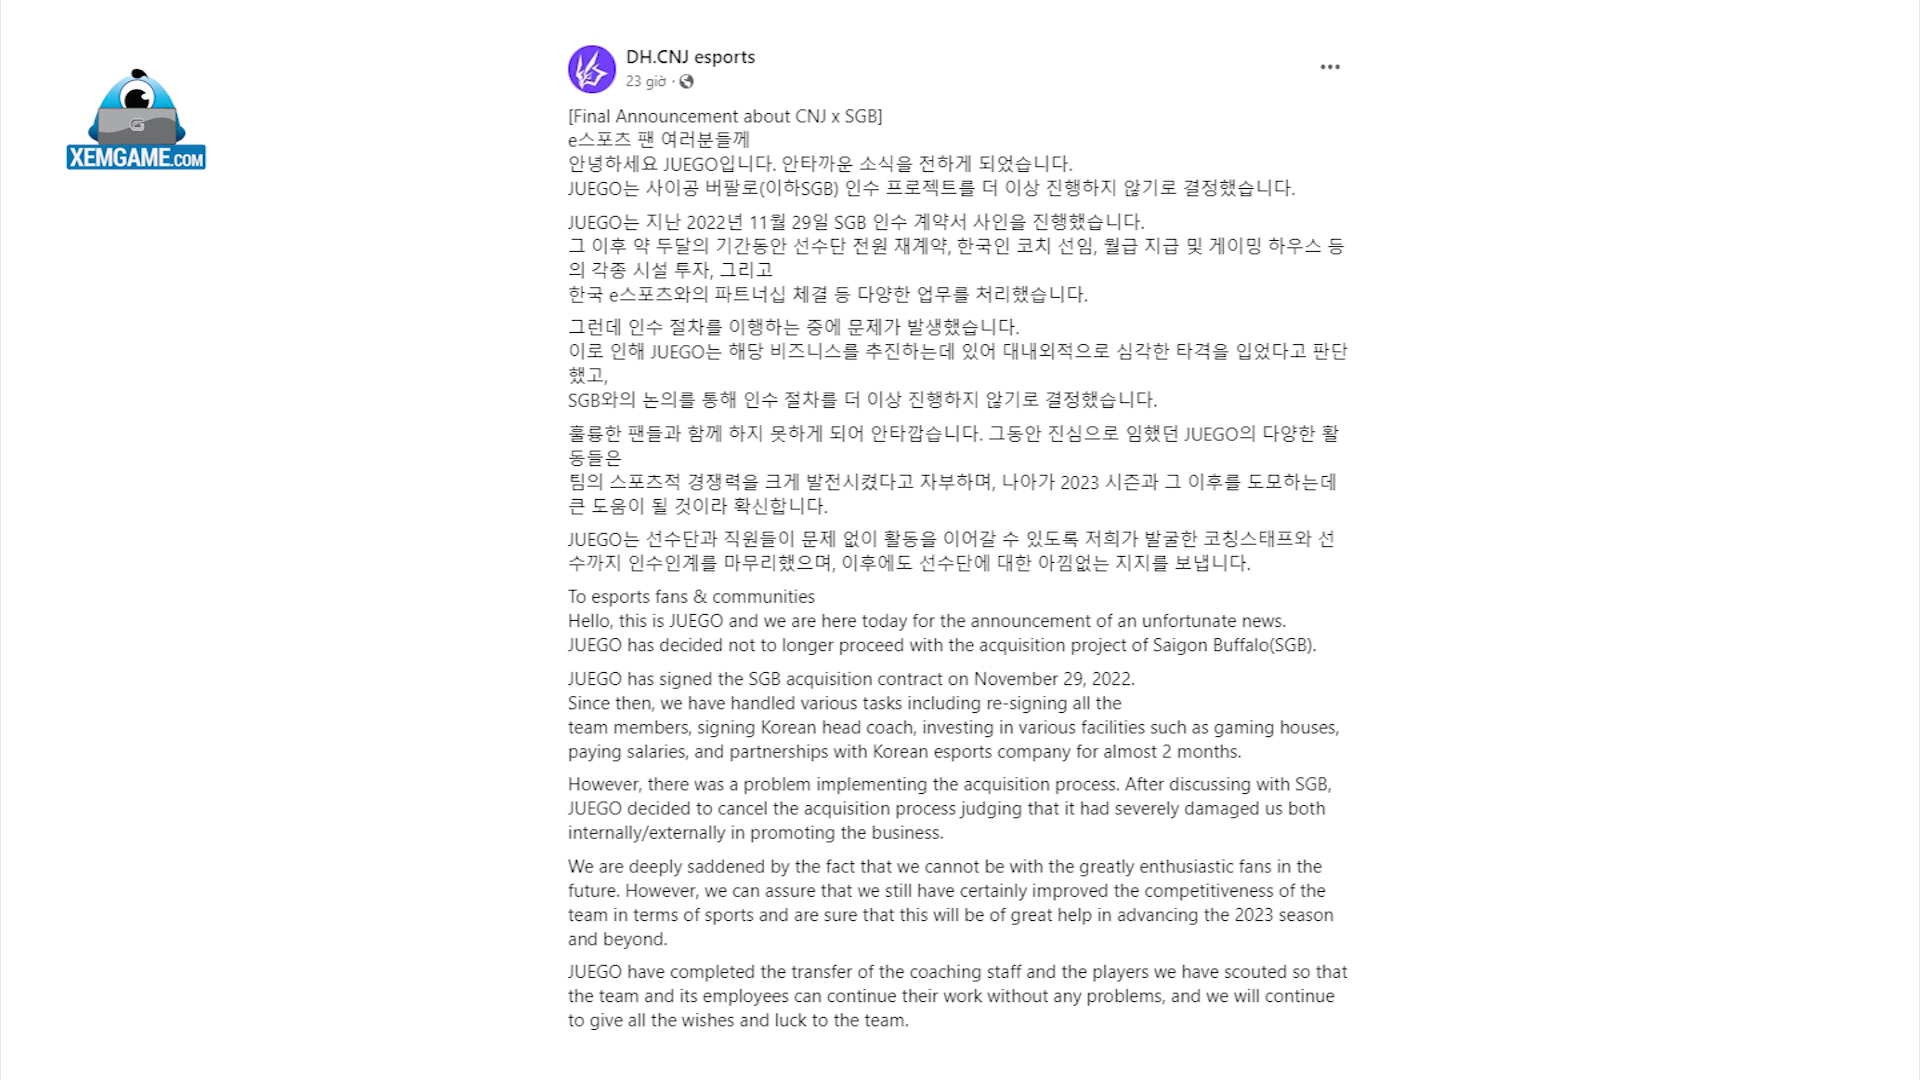 XEMGAME.COM
DH.CNJ esports
23 giờ ·
[Final Announcement about CNJ x SGB]
e스포츠 팬 여러분들께
안녕하세요 JUEGO입니다. 안타까운 소식을 전하게 되었습니다.
JUEGO는 사이공 버팔로(이하SGB) 인수 프로젝트를 더 이상 진행하지 않기로 결정했습니다.
JUEGO는 지난 2022년 11월 29일 SGB 인수 계약서 사인을 진행했습니다.
그 이후 약 두달의 기간동안 선수단 전원 재계약, 한국인 코치 선임, 월급 지급 및 게이밍 하우스 등
의 각종 시설 투자, 그리고
한국 e스포츠와의 파트너십 체결 등 다양한 업무를 처리했습니다.
그런데 인수 절차를 이행하는 중에 문제가 발생했습니다.
이로 인해 JUEGO는 해당 비즈니스를 추진하는데 있어 대내외적으로 심각한 타격을 입었다고 판단
했고,
SGB와의 논의를 통해 인수 절차를 더 이상 진행하지 않기로 결정했습니다.
훌륭한 팬들과 함께 하지 못하게 되어 안타깝습니다. 그동안 진심으로 임했던 JUEGO의 다양한 활
동들은
팀의 스포츠적 경쟁력을 크게 발전시켰다고 자부하며, 나아가 2023 시즌과 그 이후를 도모하는데
큰 도움이 될 것이라 확신합니다.
JUEGO는 선수단과 직원들이 문제 없이 활동을 이어갈 수 있도록 저희가 발굴한 코칭스태프와 선
수까지 인수인계를 마무리했으며, 이후에도 선수단에 대한 아낌없는 지지를 보냅니다.
To esports fans & communities
Hello, this is JUEGO and we are here today for the announcement of an unfortunate news.
JUEGO has decided not to longer proceed with the acquisition project of Saigon Buffalo(SGB).
JUEGO has signed the SGB acquisition contract on November 29, 2022.
Since then, we have handled various tasks including re-signing all the
team members, signing Korean head coach, investing in various facilities such as gaming houses,
paying salaries, and partnerships with Korean esports company for almost 2 months.
However, there was a problem implementing the acquisition process. After discussing with SGB,
JUEGO decided to cancel the acquisition process judging that it had severely damaged us both
internally/externally in promoting the business.
We are deeply saddened by the fact that we cannot be with the greatly enthusiastic fans in the
future. However, we can assure that we still have certainly improved the competitiveness of the
team in terms of sports and are sure that this will be of great help in advancing the 2023 season
and beyond.
JUEGO have completed the transfer of the coaching staff and the players we have scouted so that
the team and its employees can continue their work without any problems, and we will continue
to give all the wishes and luck to the team.